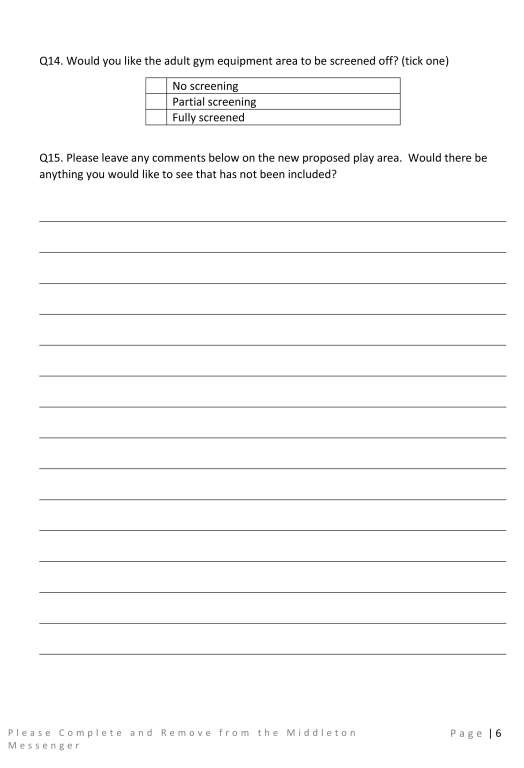 Q14. Would you like the adult gym equipment area to be screened off? (tick one)
No screening
Partial screening
Fully screened
Q15. Please leave any comments below on the new proposed play area.  Would there be
anything you would like to see that has not been included?
Please Complete and Remove from the Middleton
Messenger
Page | 6